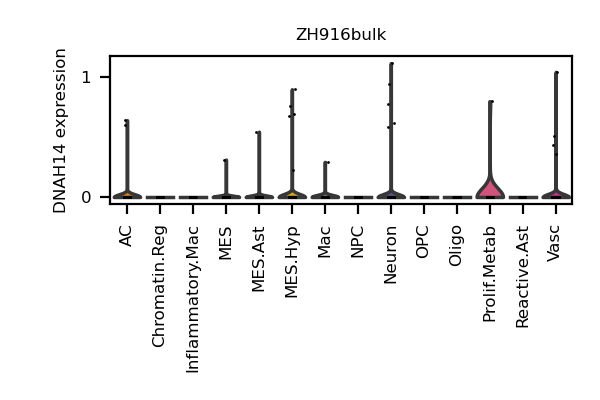 ZH916bulk
DNAH14 expression
1
0
AC
Chromatin.Reg
Inflammatory.Mac
MES
MES.Ast
MES.Hyp
Mac
NPC
Neuron
OPC
Oligo
Prolif.Metab
Reactive.Ast
Vasc